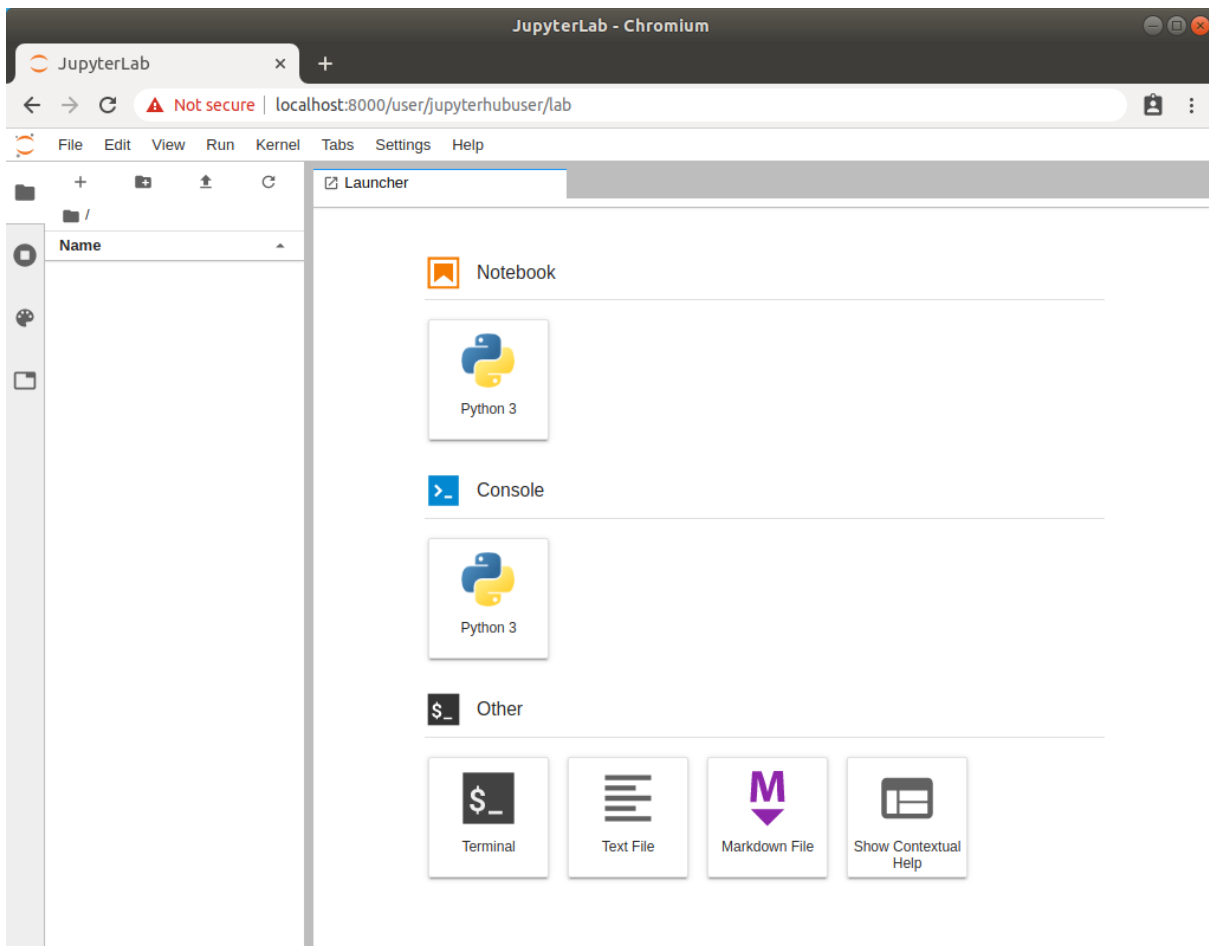 JupyterLab - Chromium
JupyterLab
Not secure | localhost:8000/user/jupyterhubuser/lab
File Edit View Run Kernel Tabs Settings Help
Launcher
/
Name
Notebook
Python 3
Console
>_
Python 3
$_ Other
$_
M
Terminal
Text File
Markdown File
Show Contextual
Help